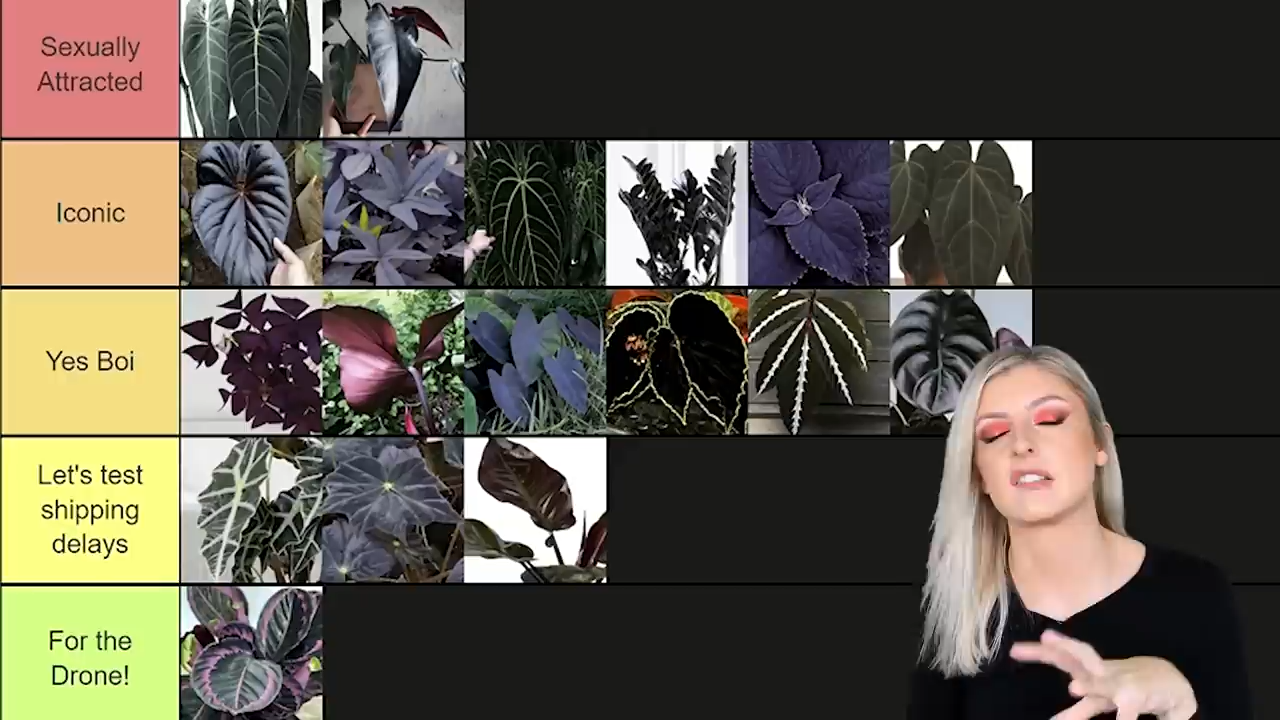 Sexually
Attracted
Iconic
Yes Boi
Let's test
shipping
delays
For the
Drone!